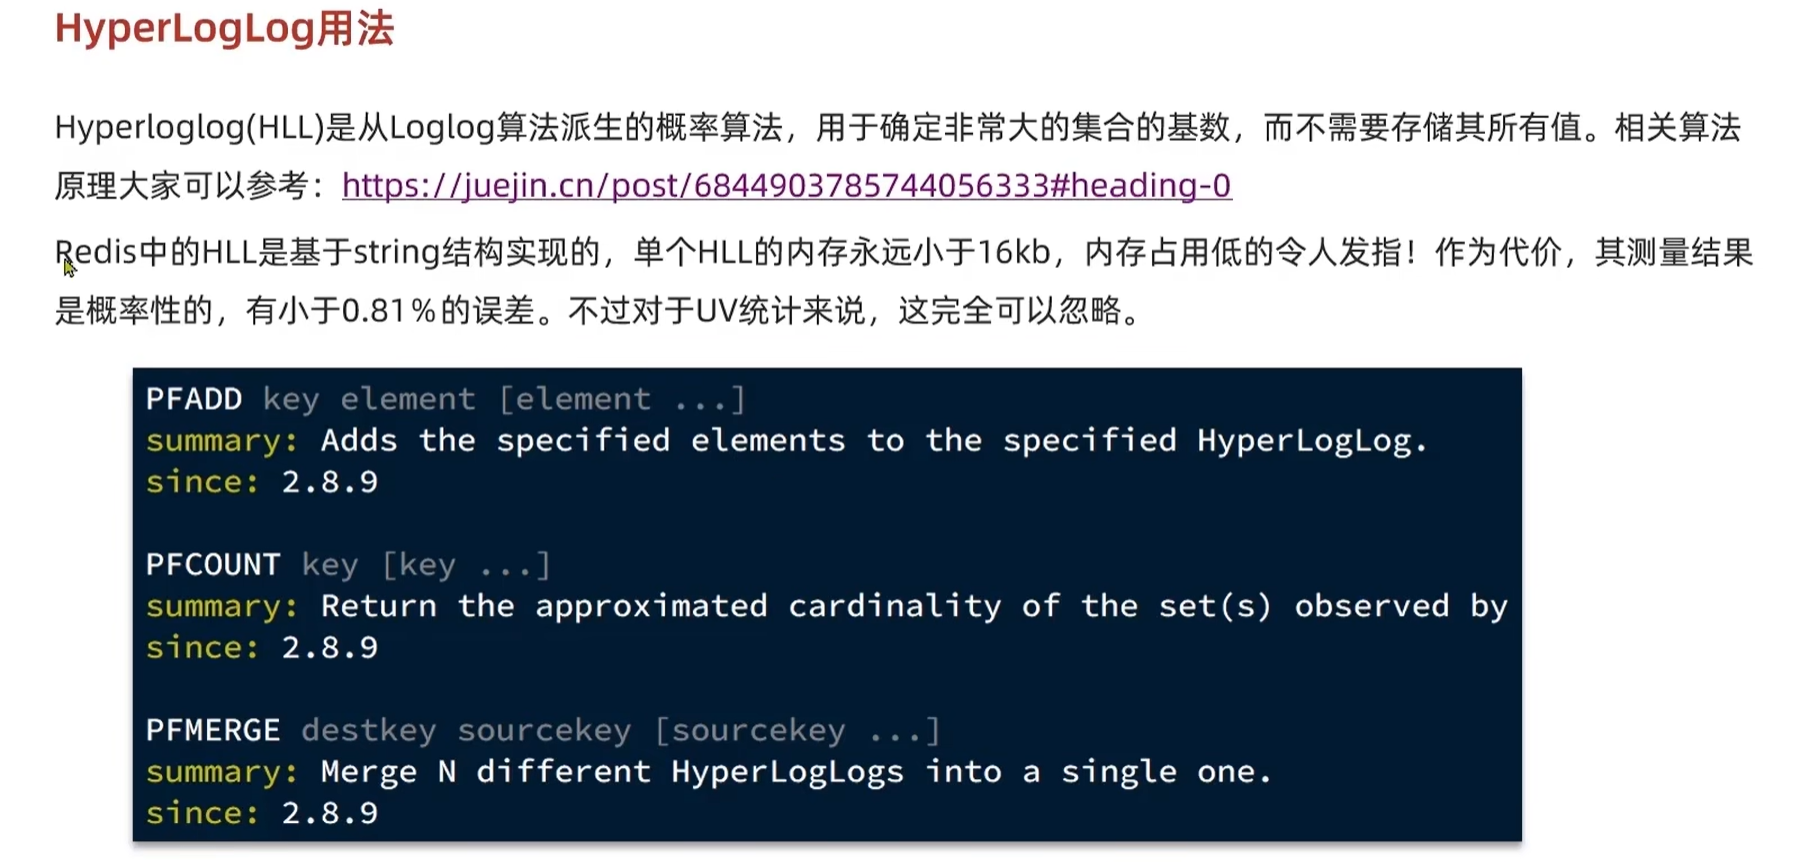 HyperLogLog用法
Hyperloglog(HLL)是从Loglog算法派生的概率算法，用于确定非常大的集合的基数，而不需要存储其所有值。相关算法
原理大家可以参考：https://juejin.cn/post/6844903785744056333#heading-0
Redis中的HLL是基于string结构实现的，单个HLL的内存永远小于16kb，内存占用低的令人发指！作为代价，其测量结果
是概率性的，有小于0.81％的误差。不过对于UV统计来说，这完全可以忽略。
PFADD key element [element ...]
summary: Adds the specified elements to the specified HyperLogLog.
since: 2.8.9
PFCOUNT key [key ...]
summary: Return the approximated cardinality of the set(s) observed by
since: 2.8.9
PFMERGE destkey sourcekey [sourcekey ...]
summary: Merge N different HyperLogLogs into a single one.
since: 2.8.9